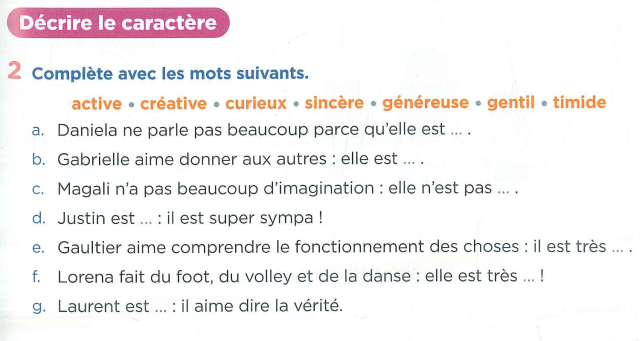 Décrire le caractère
2 Complète avec les mots suivants.
active • créative • curieux • sincère • généreuse • gentil • timide
a. Daniela ne parle pas beaucoup parce qu'elle est ... .
b. Gabrielle aime donner aux autres : elle est ... .
c. Magali n'a pas beaucoup d'imagination : elle n'est pas ... .
d. Justin est ... : il est super sympa !
e. Gaultier aime comprendre le fonctionnement des choses : il est très ... .
f. Lorena fait du foot, du volley et de la danse : elle est très ... !
g. Laurent est ... : il aime dire la vérité.